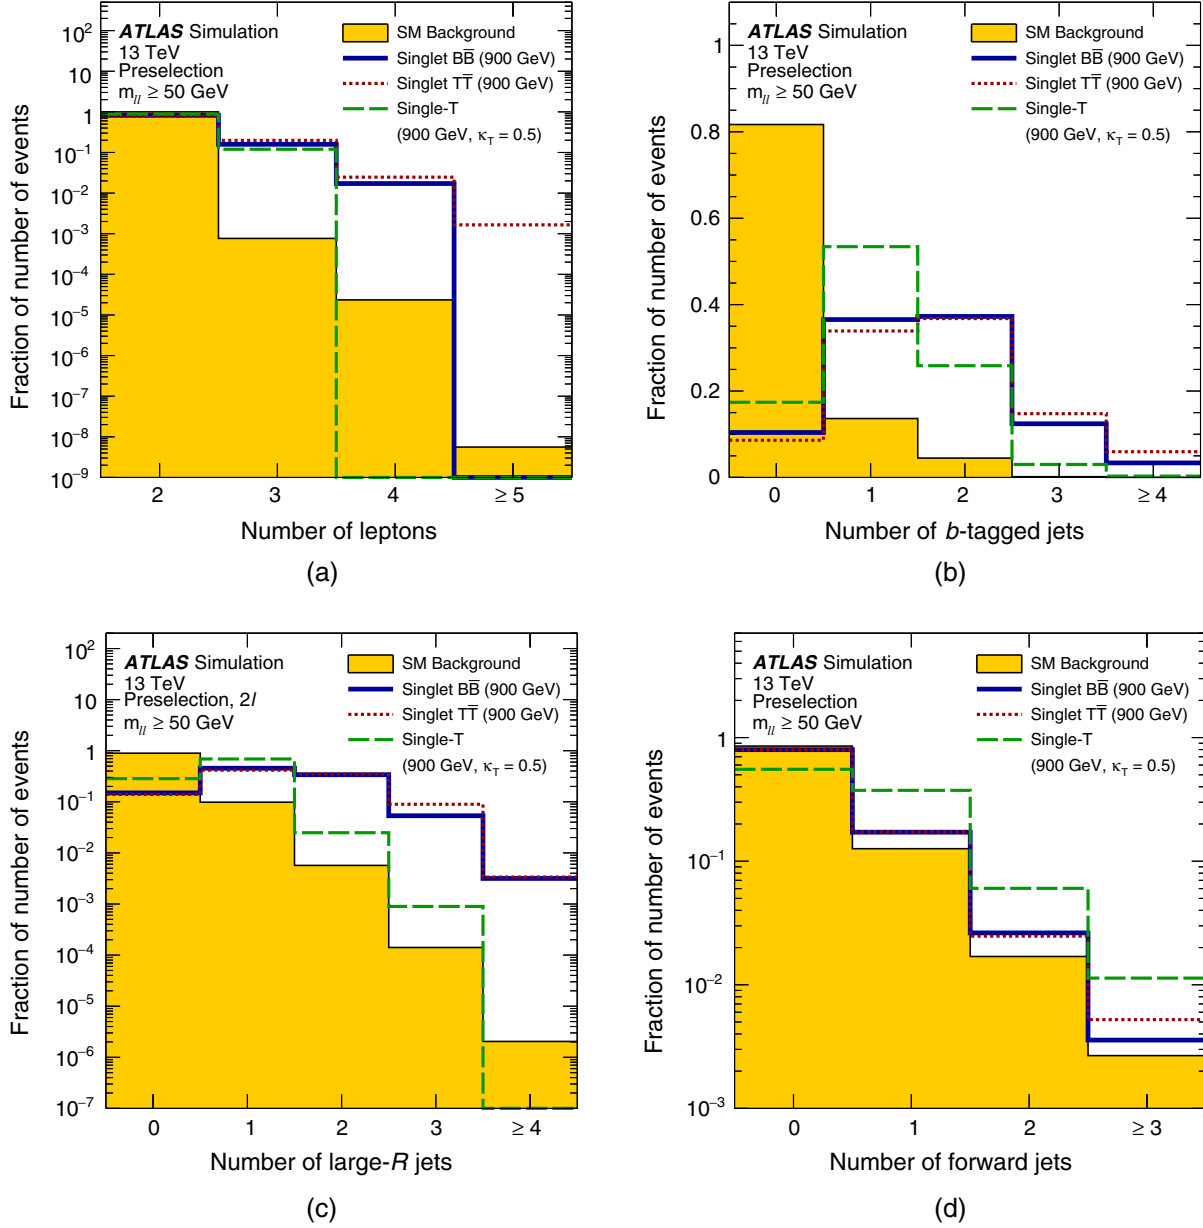 ATLAS Simulation
13 TeV
Preselection
m_ll ≥ 50 GeV
SM Background
Singlet BB̅ (900 GeV)
Singlet TT̅ (900 GeV)
Single-T
(900 GeV, κ_T = 0.5)
Fraction of number of events
10²
10
1
10⁻¹
10⁻²
10⁻³
10⁻⁴
10⁻⁵
10⁻⁶
10⁻⁷
10⁻⁸
10⁻⁹
2 3 4 ≥ 5
Number of leptons
(a)
ATLAS Simulation
13 TeV
Preselection
m_ll ≥ 50 GeV
SM Background
Singlet BB̅ (900 GeV)
Singlet TT̅ (900 GeV)
Single-T
(900 GeV, κ_T = 0.5)
Fraction of number of events
1
0.8
0.6
0.4
0.2
0
0 1 2 3 ≥ 4
Number of b-tagged jets
(b)
ATLAS Simulation
13 TeV
Preselection, 2l
m_ll ≥ 50 GeV
SM Background
Singlet BB̅ (900 GeV)
Singlet TT̅ (900 GeV)
Single-T
(900 GeV, κ_T = 0.5)
Fraction of number of events
10²
10
1
10⁻¹
10⁻²
10⁻³
10⁻⁴
10⁻⁵
10⁻⁶
10⁻⁷
0 1 2 3 ≥ 4
Number of large-R jets
(c)
ATLAS Simulation
13 TeV
Preselection
m_ll ≥ 50 GeV
SM Background
Singlet BB̅ (900 GeV)
Singlet TT̅ (900 GeV)
Single-T
(900 GeV, κ_T = 0.5)
Fraction of number of events
1
10⁻¹
10⁻²
10⁻³
0 1 2 ≥ 3
Number of forward jets
(d)